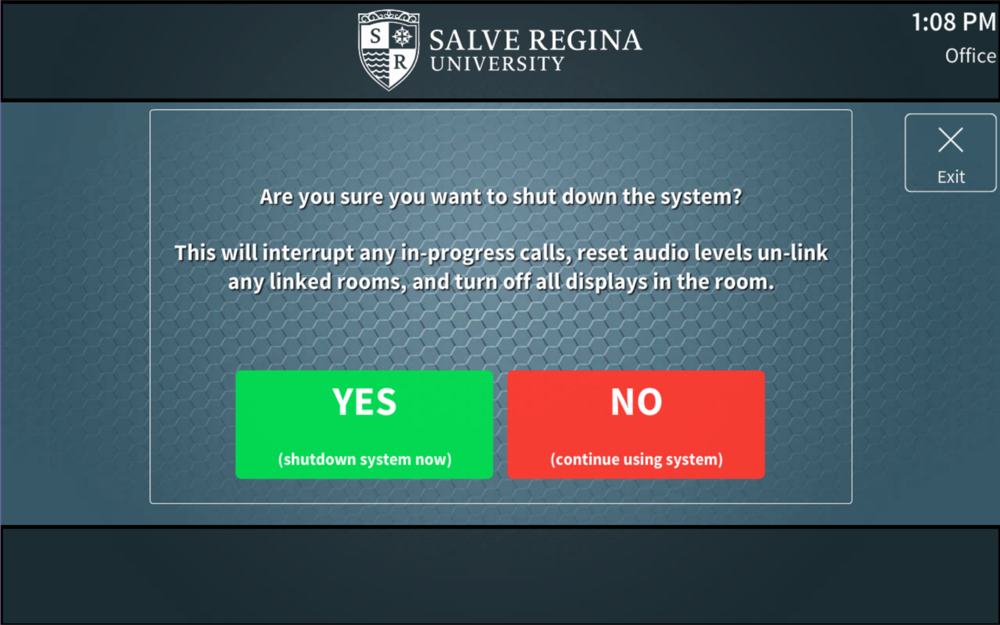 S
R
SALVE REGINA
UNIVERSITY
1:08 PM
Office
Exit
Are you sure you want to shut down the system?
This will interrupt any in-progress calls, reset audio levels un-link
any linked rooms, and turn off all displays in the room.
YES
(shutdown system now)
NO
(continue using system)